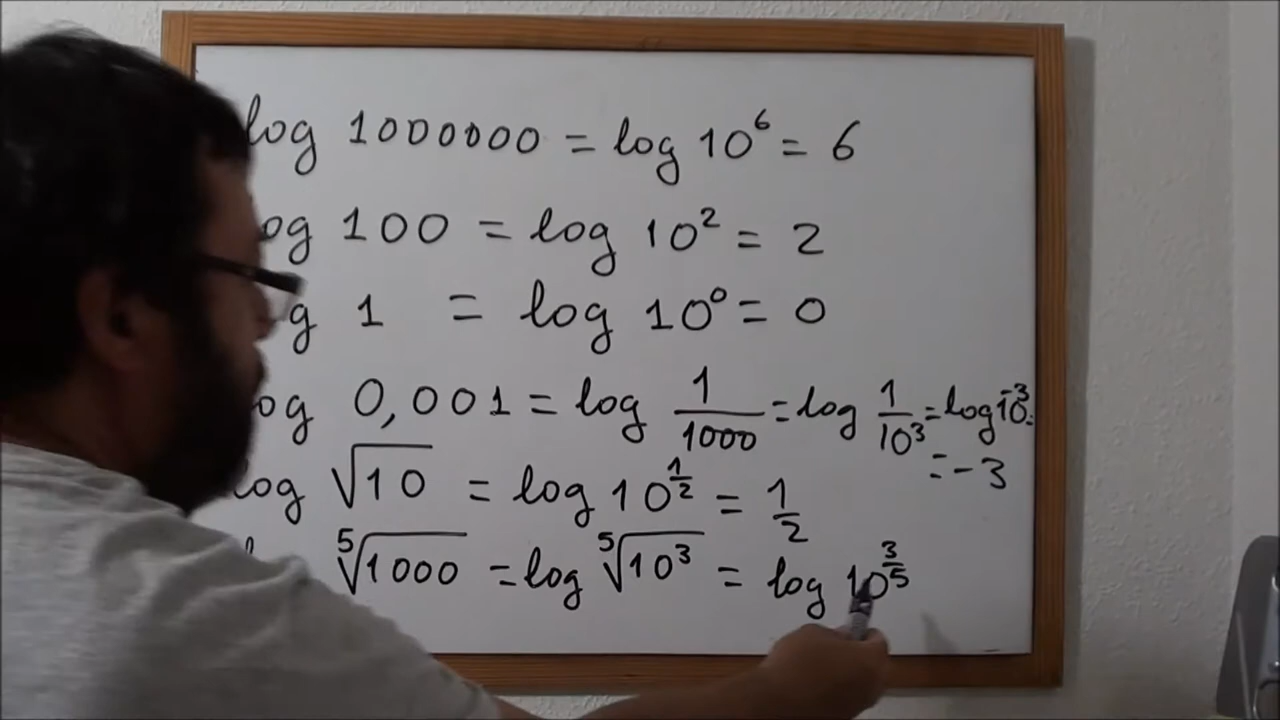 log 1000000 = log 10⁶ = 6
og 100 = log 10² = 2
g 1 = log 10⁰ = 0
og 0,001 = log 1/1000 = log 1/10³ = log 10⁻³ =
= -3
log √10 = log 10^(1/2) = 1/2
⁵√1000 = log ⁵√10³ = log 10^(3/5)